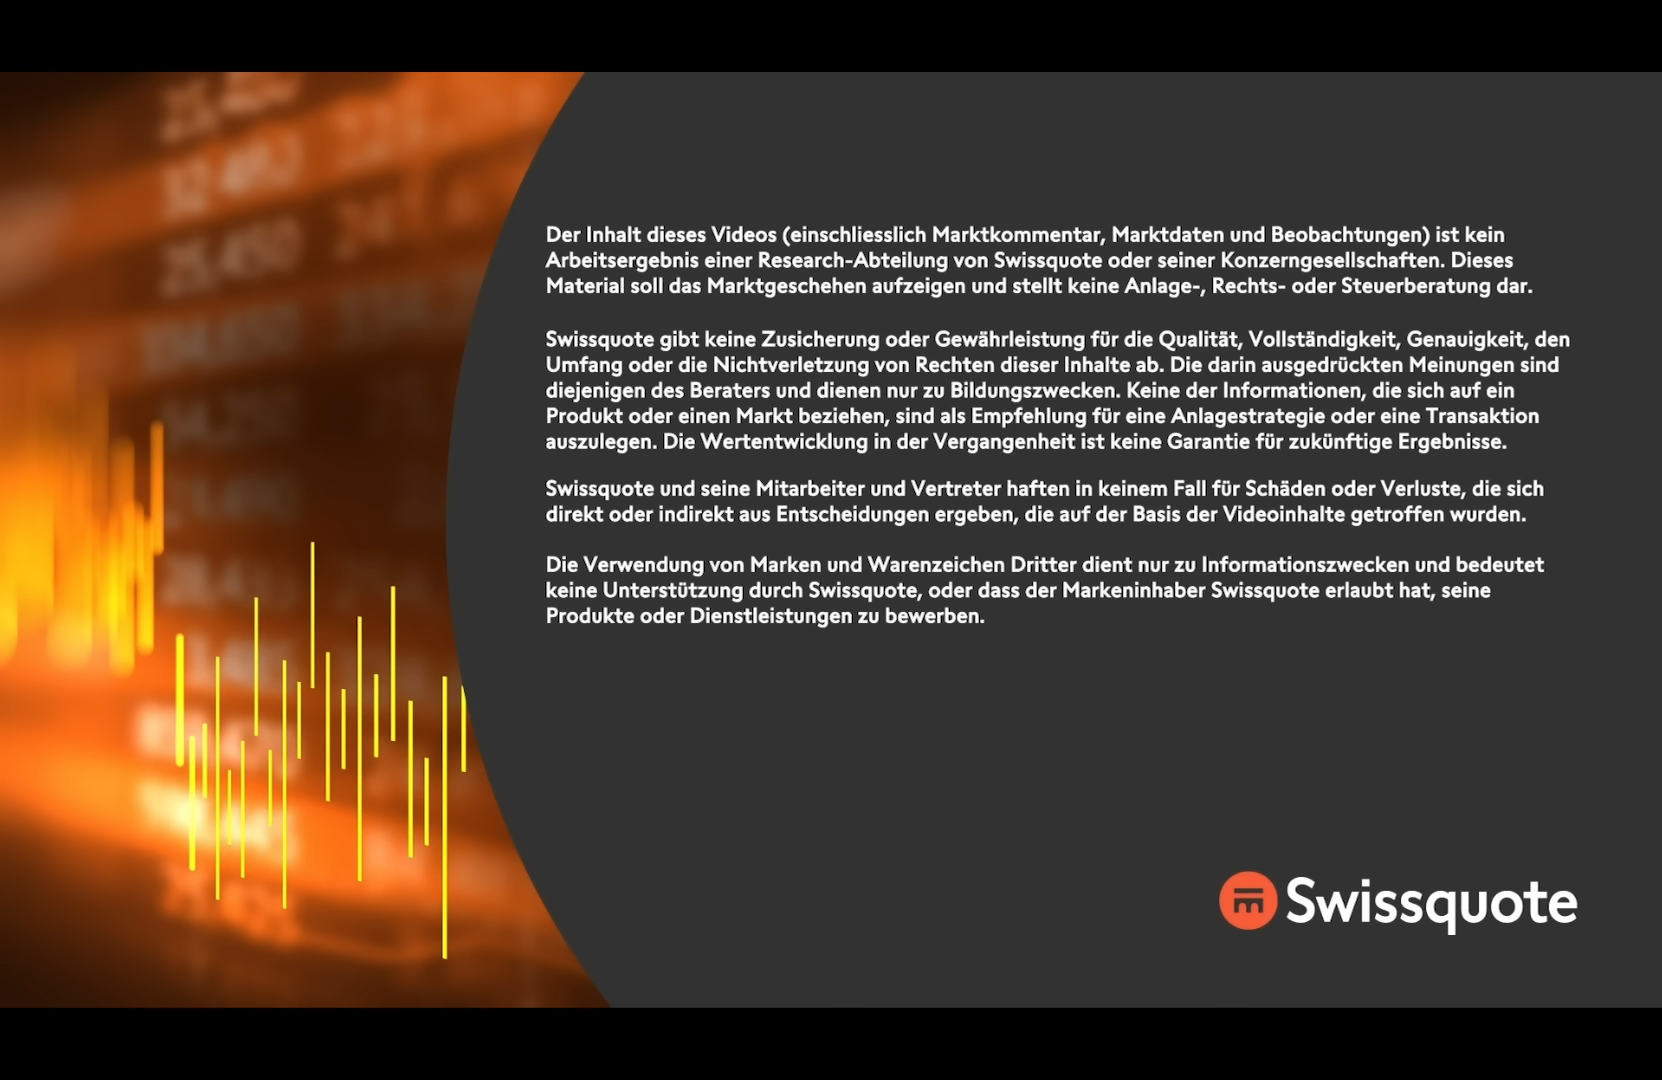 Der Inhalt dieses Videos (einschliesslich Marktkommentar, Marktdaten und Beobachtungen) ist kein
Arbeitsergebnis einer Research-Abteilung von Swissquote oder seiner Konzerngesellschaften. Dieses
Material soll das Marktgeschehen aufzeigen und stellt keine Anlage-, Rechts- oder Steuerberatung dar.
Swissquote gibt keine Zusicherung oder Gewährleistung für die Qualität, Vollständigkeit, Genauigkeit, den
Umfang oder die Nichtverletzung von Rechten dieser Inhalte ab. Die darin ausgedrückten Meinungen sind
diejenigen des Beraters und dienen nur zu Bildungszwecken. Keine der Informationen, die sich auf ein
Produkt oder einen Markt beziehen, sind als Empfehlung für eine Anlagestrategie oder eine Transaktion
auszulegen. Die Wertentwicklung in der Vergangenheit ist keine Garantie für zukünftige Ergebnisse.
Swissquote und seine Mitarbeiter und Vertreter haften in keinem Fall für Schäden oder Verluste, die sich
direkt oder indirekt aus Entscheidungen ergeben, die auf der Basis der Videoinhalte getroffen wurden.
Die Verwendung von Marken und Warenzeichen Dritter dient nur zu Informationszwecken und bedeutet
keine Unterstützung durch Swissquote, oder dass der Markeninhaber Swissquote erlaubt hat, seine
Produkte oder Dienstleistungen zu bewerben.
Swissquote